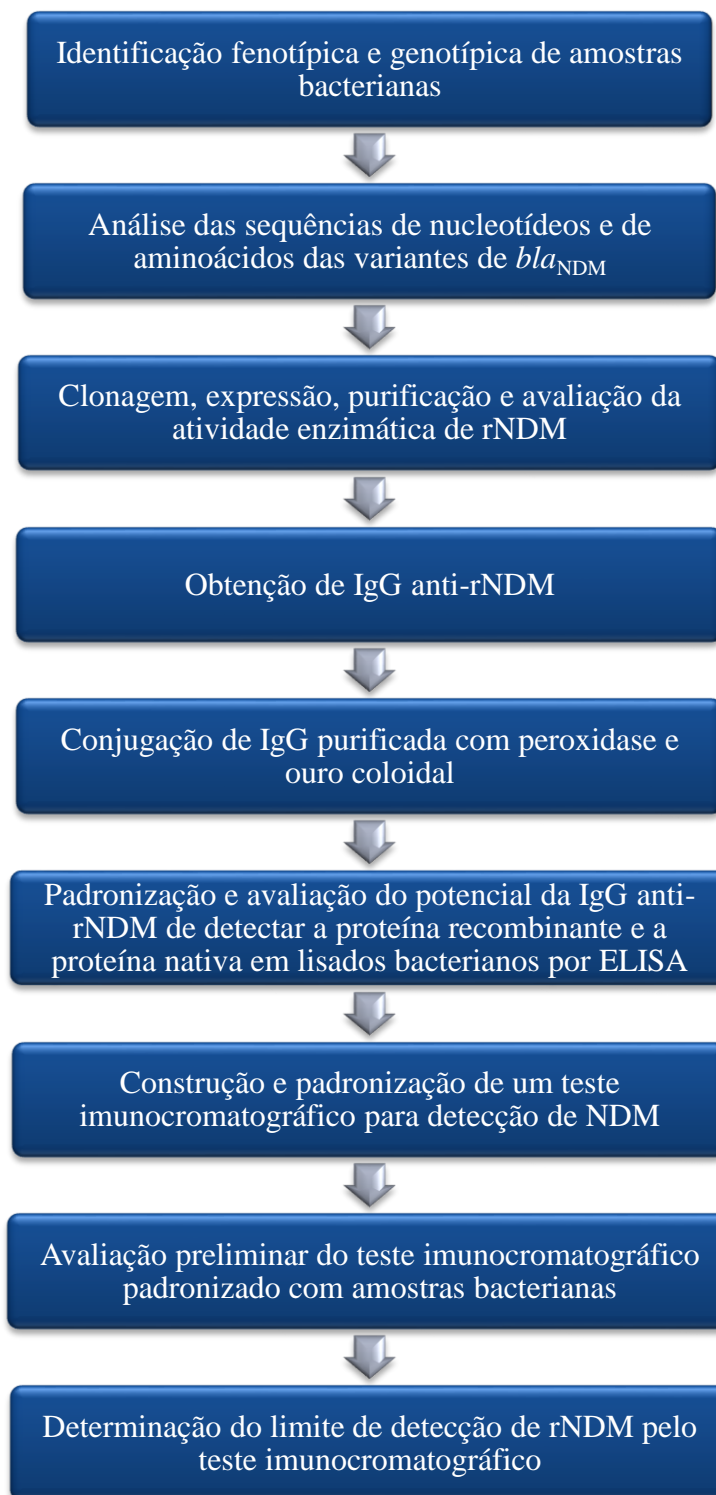 Identificação fenotípica e genotípica de amostras
bacterianas
Análise das sequências de nucleotídeos e de
aminoácidos das variantes de blaNDM
Clonagem, expressão, purificação e avaliação da
atividade enzimática de rNDM
Obtenção de IgG anti-rNDM
Conjugação de IgG purificada com peroxidase e
ouro coloidal
Padronização e avaliação do potencial da IgG anti-
rNDM de detectar a proteína recombinante e a
proteína nativa em lisados bacterianos por ELISA
Construção e padronização de um teste
imunocromatográfico para detecção de NDM
Avaliação preliminar do teste imunocromatográfico
padronizado com amostras bacterianas
Determinação do limite de detecção de rNDM pelo
teste imunocromatográfico